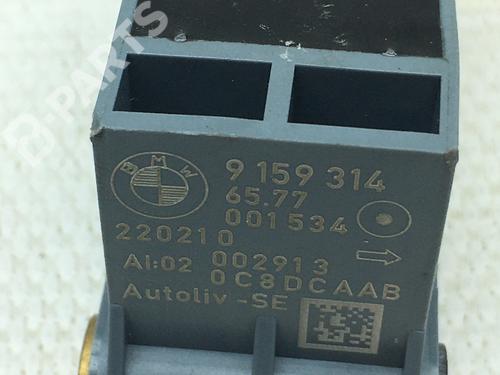 B-PARTS
BMW
9 159 314
65.77
001534
220210
AI:02 002913
0C8DCAAB
Autoliv-SE